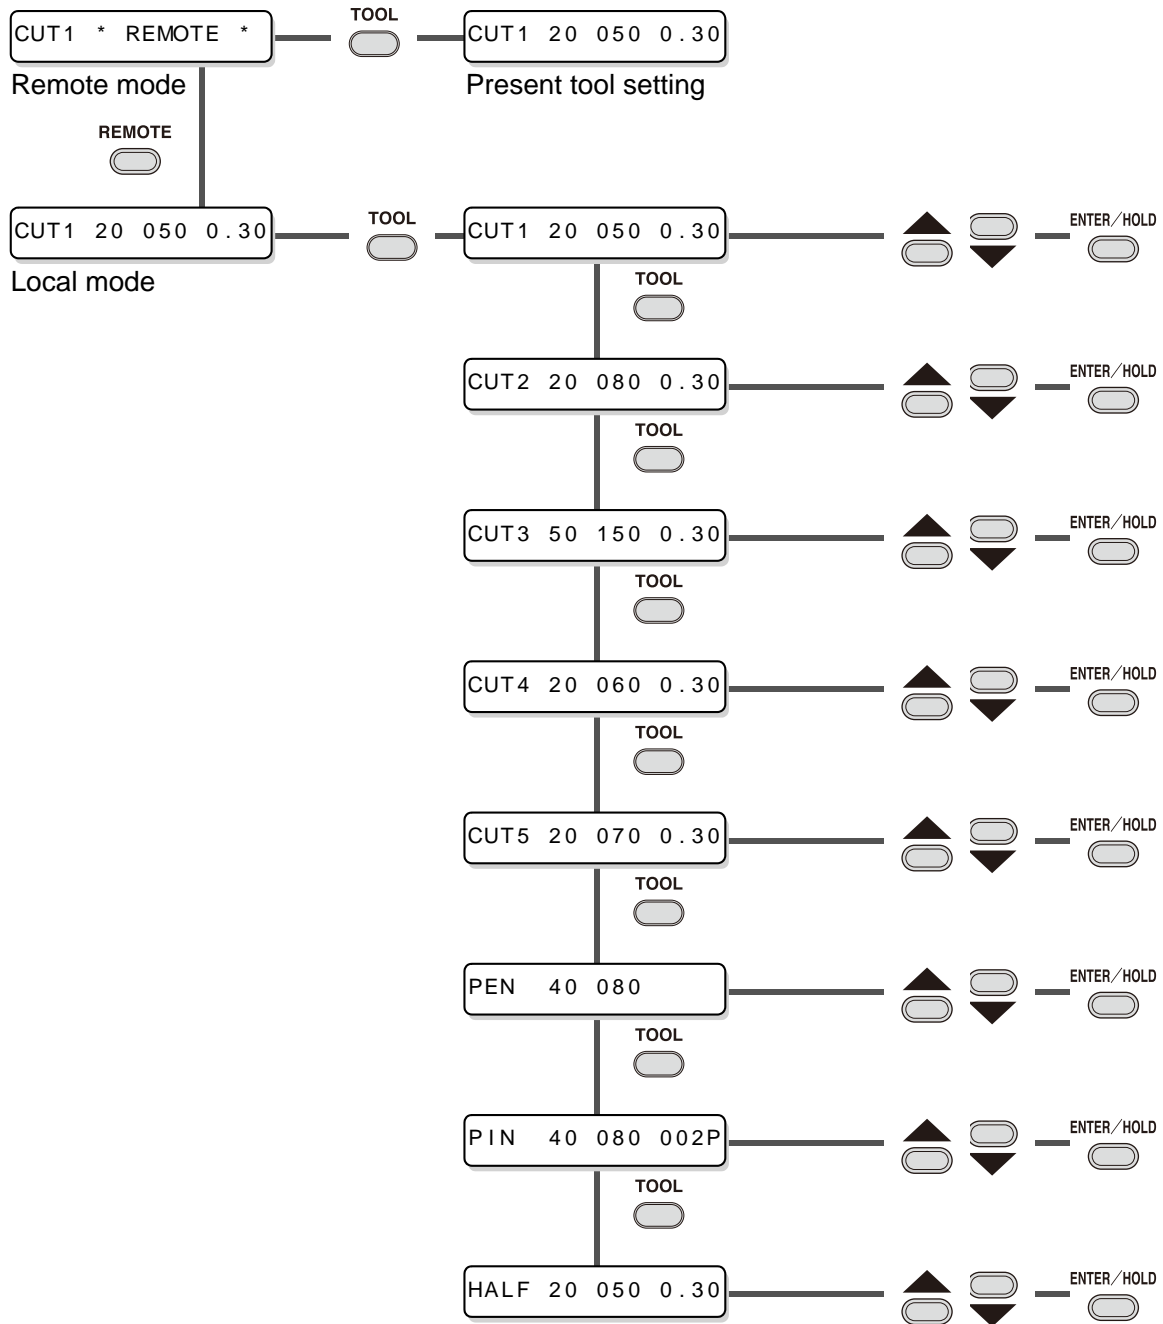 TOOL
CUT1 * REMOTE *
CUT1 20 050 0.30
Remote mode
Present tool setting
REMOTE
CUT1 20 050 0.30
TOOL
CUT1 20 050 0.30
ENTER/HOLD
Local mode
TOOL
CUT2 20 080 0.30
ENTER/HOLD
TOOL
CUT3 50 150 0.30
ENTER/HOLD
TOOL
CUT4 20 060 0.30
ENTER/HOLD
TOOL
CUT5 20 070 0.30
ENTER/HOLD
TOOL
PEN 40 080
ENTER/HOLD
TOOL
PIN 40 080 002P
ENTER/HOLD
TOOL
HALF 20 050 0.30
ENTER/HOLD